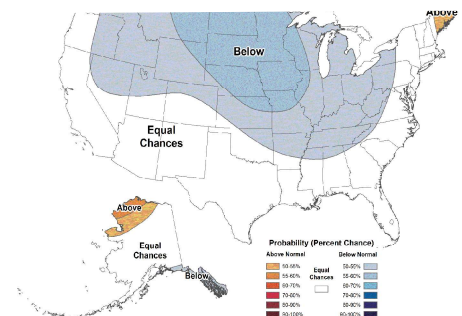 Above
Below
Equal
Chances
Above
Equal
Chances
Below
Probability (Percent Chance)
Above Normal
Below Normal
Equal
Chances
50-55%
55-60%
60-70%
70-80%
80-90%
90-100%
50-55%
55-60%
60-70%
70-80%
80-90%
90-100%